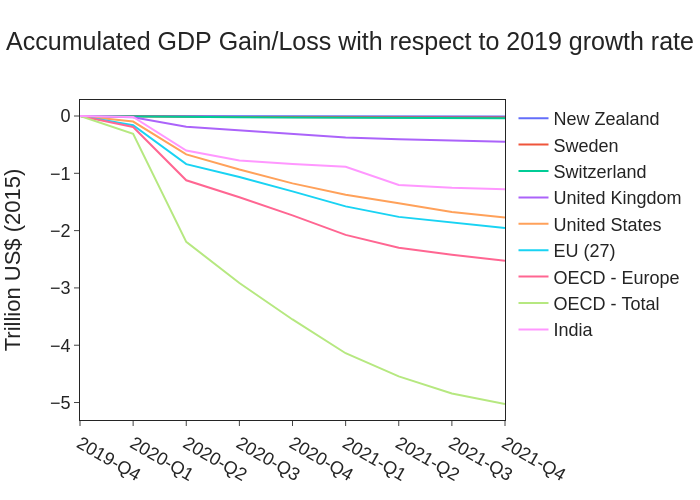 Accumulated GDP Gain/Loss with respect to 2019 growth rate
Trillion US$ (2015)
0
−1
−2
−3
−4
−5
2019-Q4
2020-Q1
2020-Q2
2020-Q3
2020-Q4
2021-Q1
2021-Q2
2021-Q3
2021-Q4
New Zealand
Sweden
Switzerland
United Kingdom
United States
EU (27)
OECD - Europe
OECD - Total
India